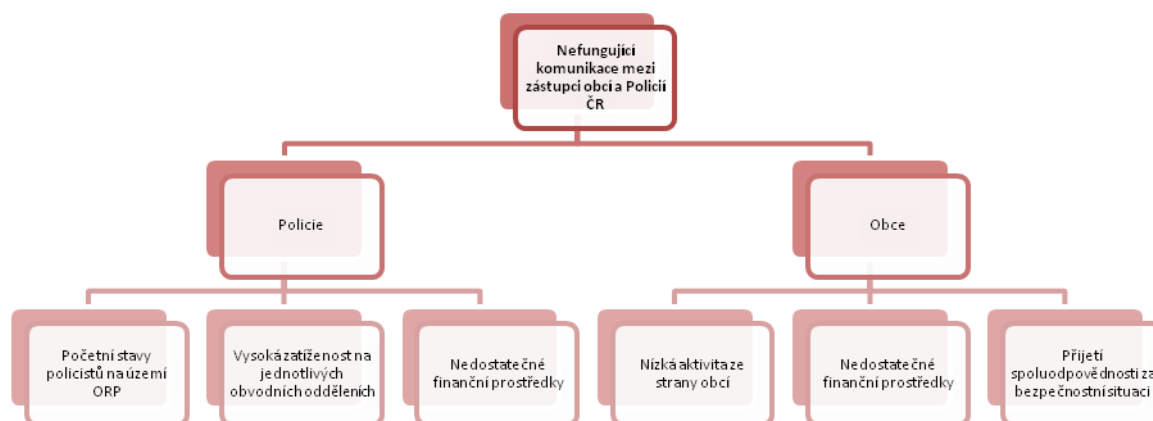 Nefungující
komunikace mezi
zástupci obcí a Policií
ČR
Policie
Obce
Početní stavy
policistů na území
ORP
Vysoká zatíženost na
jednotlivých
obvodních odděleních
Nedostatečné
finanční prostředky
Nízká aktivita ze
strany obcí
Nedostatečné
finanční prostředky
Přijetí
spoluodpovědnosti za
bezpečnostní situaci